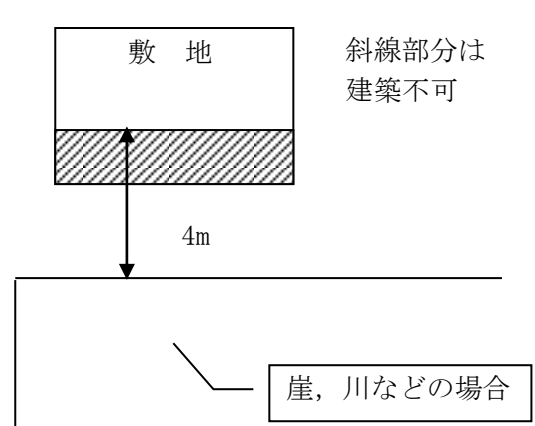 敷　地
斜線部分は
建築不可
4m
崖，川などの場合